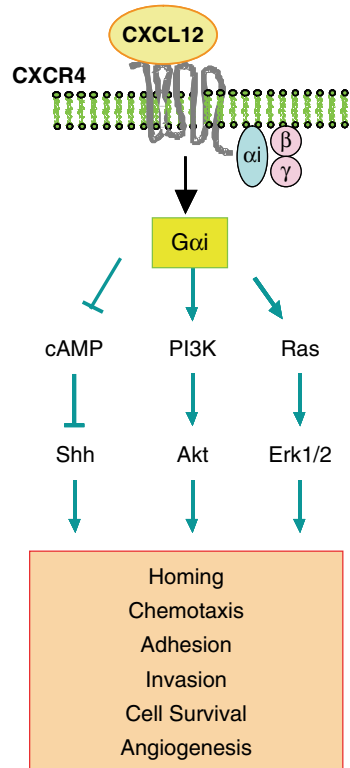 CXCL12
CXCR4
αi
β
γ
Gαi
cAMP PI3K Ras
Shh Akt Erk1/2
Homing
Chemotaxis
Adhesion
Invasion
Cell Survival
Angiogenesis